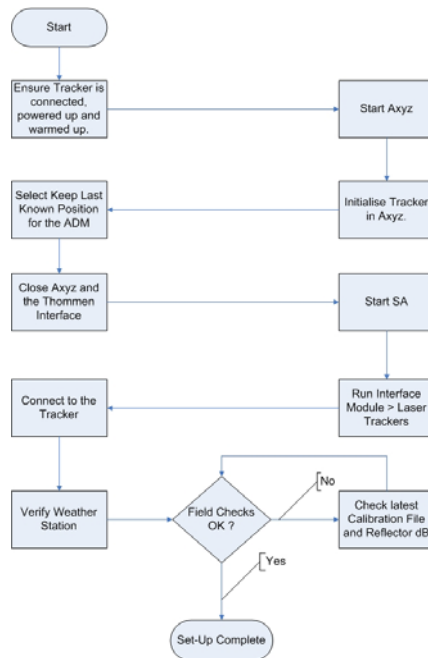 Start
Ensure Tracker is
connected,
powered up and
warmed up.
Start Axyz
Initialise Tracker
in Axyz.
Select Keep Last
Known Position
for the ADM
Close Axyz and
the Thommen
Interface
Start SA
Run Interface
Module > Laser
Trackers
Connect to the
Tracker
Verify Weather
Station
Field Checks
OK ?
No
Check latest
Calibration File
and Reflector dB
Yes
Set-Up Complete